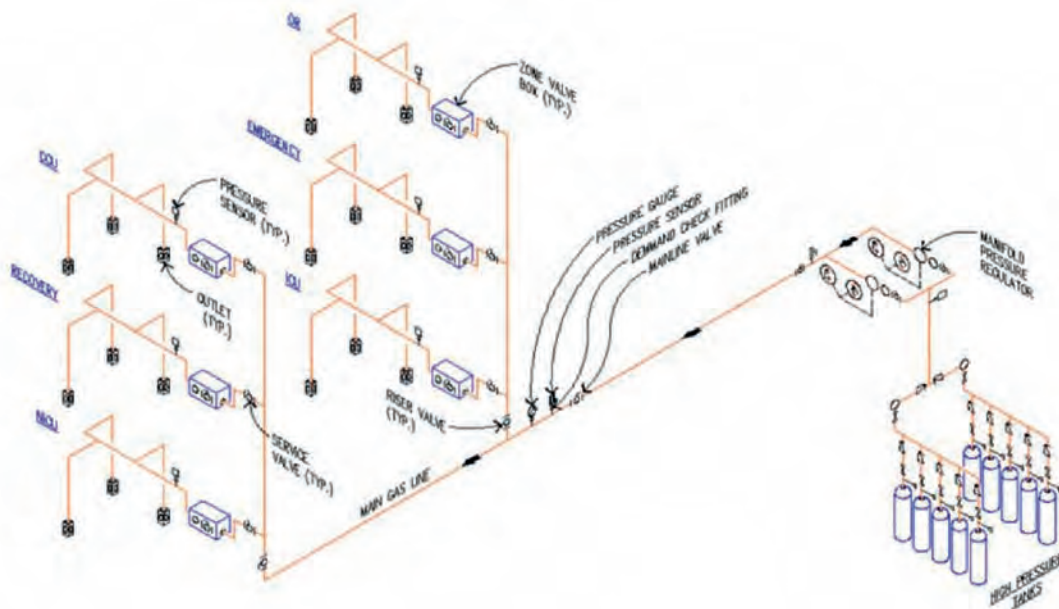 OR
ZONE VALVE
BOX (TYP.)
EMERGENCY
CCU
PRESSURE
SENSOR (TYP.)
PRESSURE GAUGE
PRESSURE SENSOR
DEMMAND CHECK FITTING
MAINLINE VALVE
MANIFOLD
PRESSURE
REGULATOR
RECOVERY
OUTLET
(TYP.)
ICU
RISER VALVE
(TYP.)
NICU
SERVICE
VALVE (TYP.)
MAIN GAS LINE
HIGH PRESSURE
TANKS